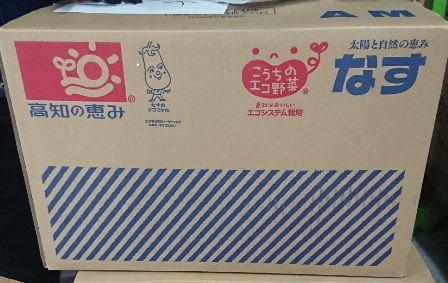 AM
太陽と自然の恵み
なす
高知の恵み
®
こうちの
エコ野菜
®
エコシステム栽培